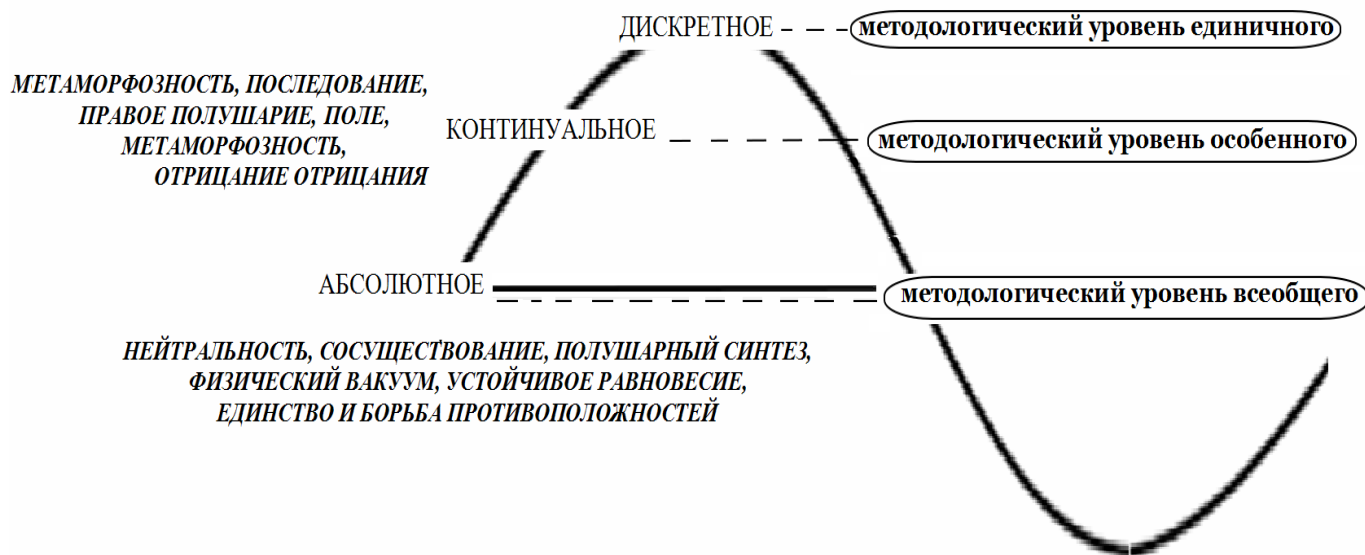 ДИСКРЕТНОЕ
методологический уровень единичного
МЕТАМОРФОЗНОСТЬ, ПОСЛЕДОВАНИЕ,
ПРАВОЕ ПОЛУШАРИЕ, ПОЛЕ,
МЕТАМОРФОЗНОСТЬ,
ОТРИЦАНИЕ ОТРИЦАНИЯ
КОНТИНУАЛЬНОЕ
методологический уровень особенного
АБСОЛЮТНОЕ
методологический уровень всеобщего
НЕЙТРАЛЬНОСТЬ, СОСУЩЕСТВОВАНИЕ, ПОЛУШАРНЫЙ СИНТЕЗ,
ФИЗИЧЕСКИЙ ВАКУУМ, УСТОЙЧИВОЕ РАВНОВЕСИЕ,
ЕДИНСТВО И БОРЬБА ПРОТИВОПОЛОЖНОСТЕЙ